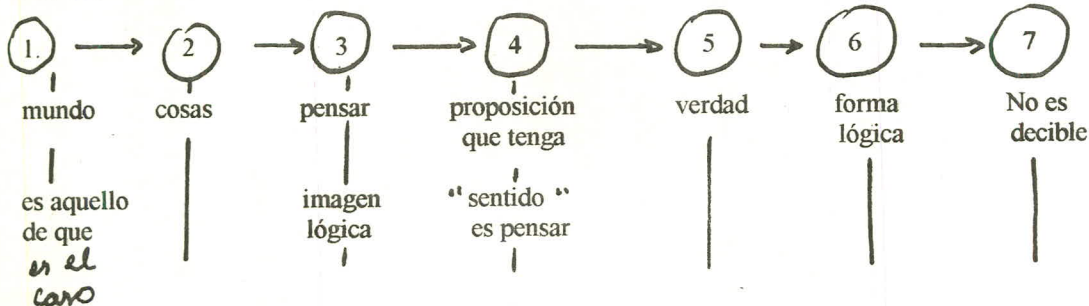 1. 2 3 4 5 6 7
mundo cosas pensar proposición verdad forma No es
que tenga lógica decible
es aquello imagen "sentido"
de que lógica es pensar
es el
caso